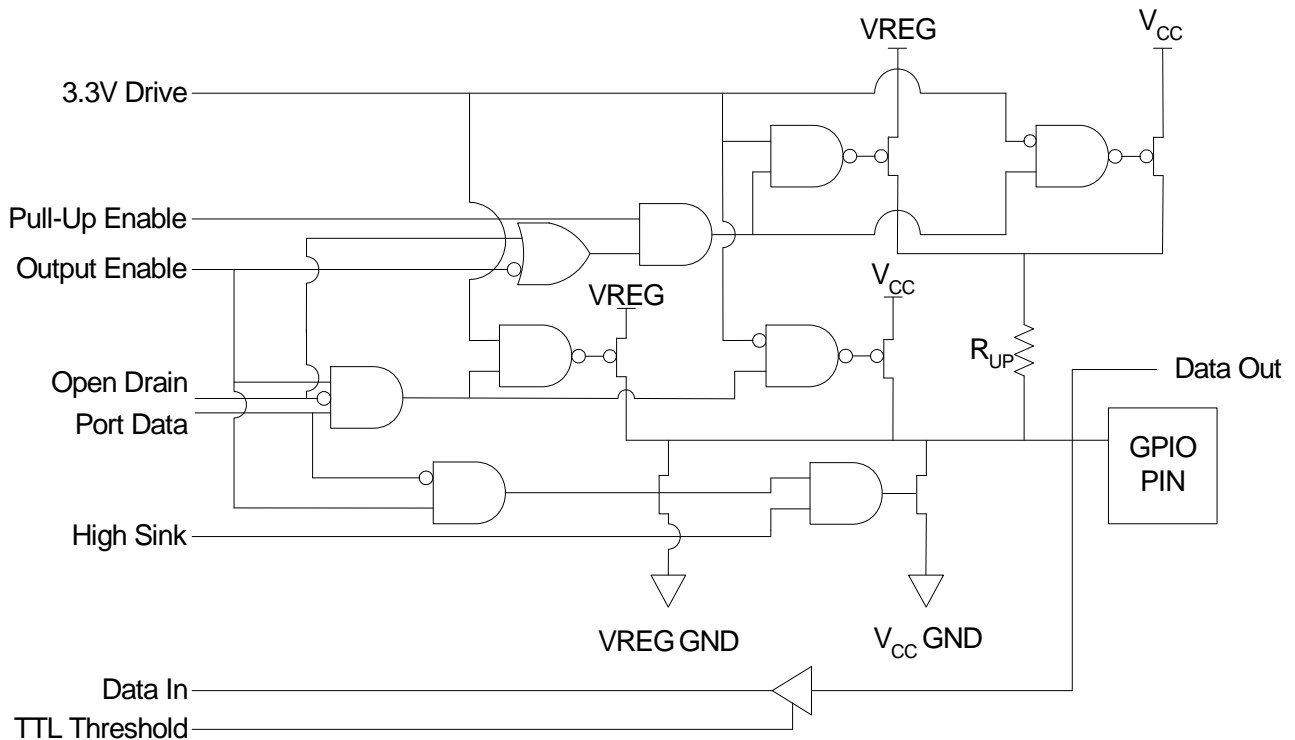 VREG
VCC
3.3V Drive
Pull-Up Enable
Output Enable
VREG
VCC
RUP
Open Drain
Data Out
Port Data
GPIO
PIN
High Sink
VREG GND
VCC GND
Data In
TTL Threshold